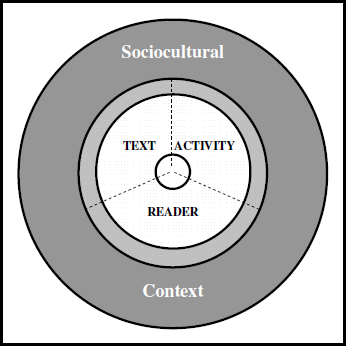 Sociocultural
TEXT ACTIVITY
READER
Context